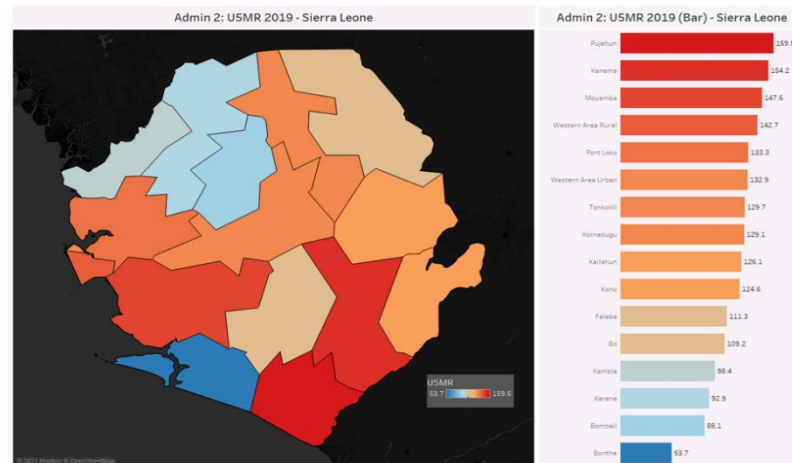 Admin 2: U5MR 2019 - Sierra Leone
U5MR
53.7 159.5
© 2021 Mapbox © OpenStreetMap
Admin 2: U5MR 2019 (Bar) - Sierra Leone
Pujehun 159.5
Kenema 154.2
Moyamba 147.6
Western Area Rural 142.7
Port Loko 133.3
Western Area Urban 132.9
Tonkolili 129.7
Koinadugu 129.1
Kailahun 126.1
Kono 124.6
Falaba 111.3
Bo 109.2
Kambia 98.4
Karene 92.9
Bombali 88.1
Bonthe 53.7